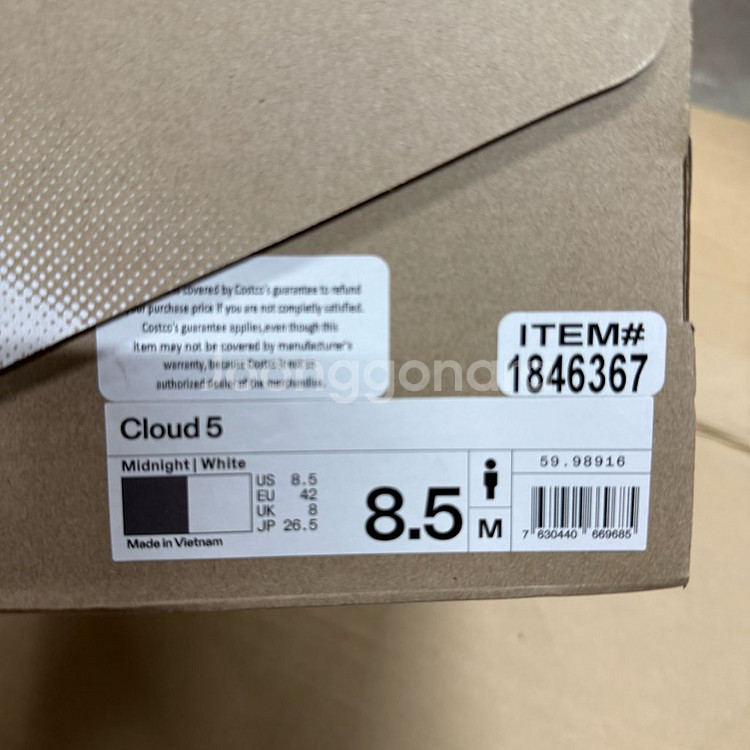 covered by Costco's guarantee to refund
purchase price if you are not completly satisfied.
Costco's guarantee applies,even though this
item may not be covered by manufacturer's
warranty, because Costco is not an
authorized dealer of the merchandise.
ITEM#
1846367
Joonggonara
Cloud 5
Midnight | White
US 8.5
EU 42
UK 8
JP 26.5
Made in Vietnam
8.5
M
59.98916
7 630440 669685